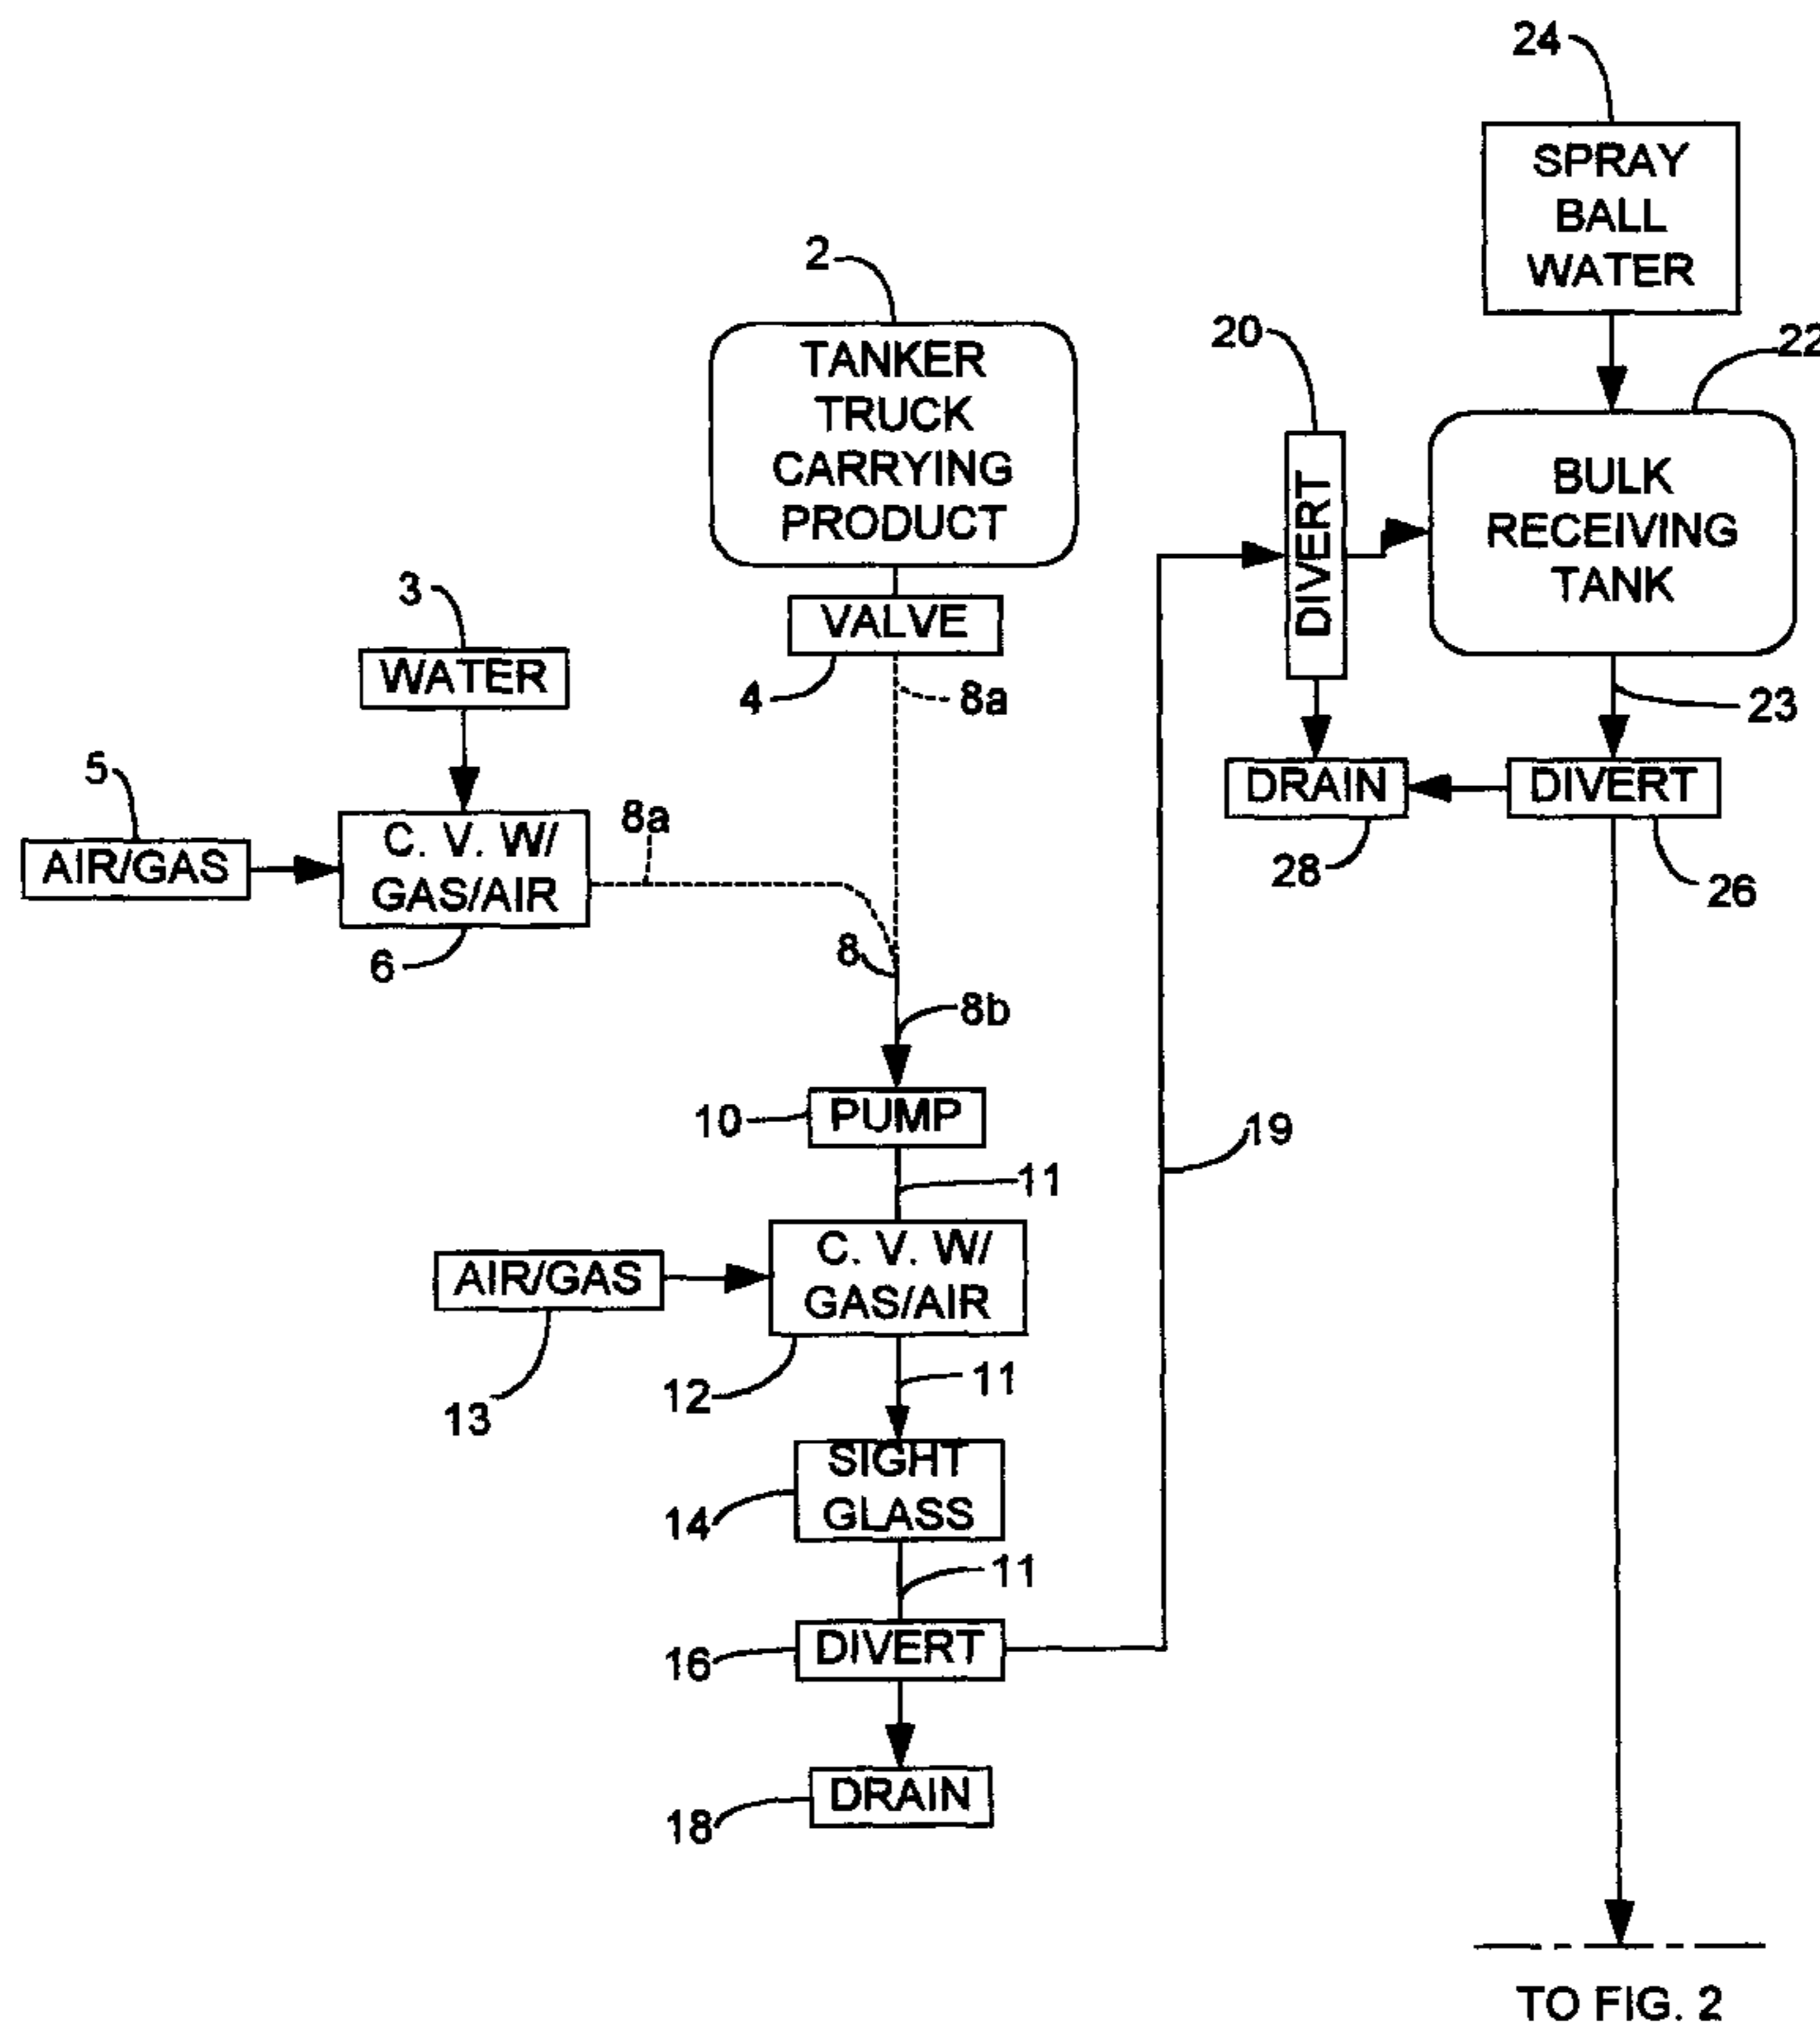 24
SPRAY
BALL
WATER
2
20
22
TANKER
TRUCK
CARRYING
PRODUCT
DIVERT
BULK
RECEIVING
TANK
3
VALVE
WATER
4
8a
23
5
DRAIN
DIVERT
8a
C. V. W/
GAS/AIR
AIR/GAS
28
26
6
8
8b
10
PUMP
19
11
C. V. W/
GAS/AIR
AIR/GAS
12
11
13
SIGHT
GLASS
14
11
DIVERT
16
DRAIN
18
TO FIG. 2